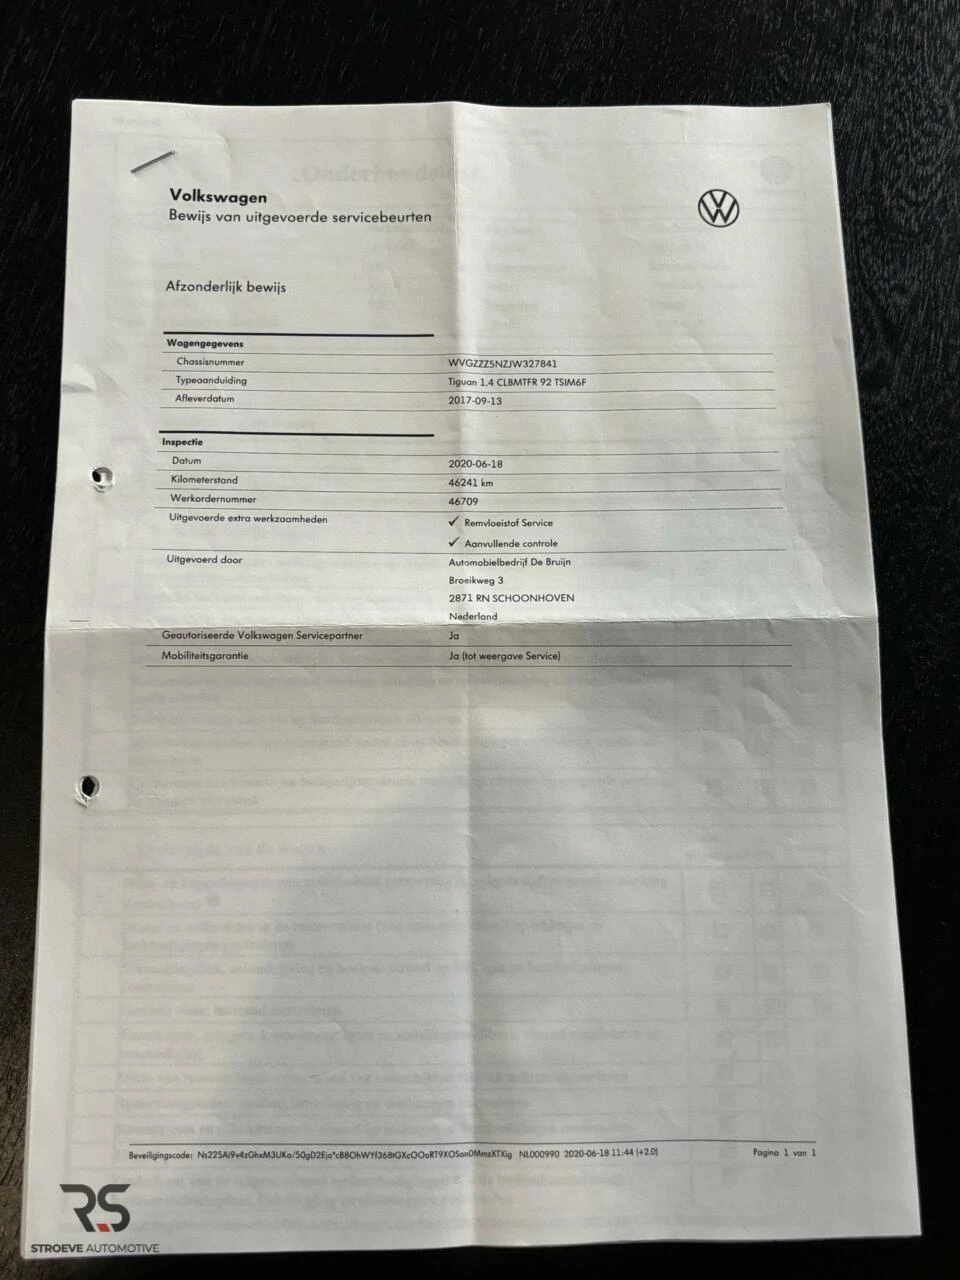 Volkswagen
Bewijs van uitgevoerde servicebeurten
Afzonderlijk bewijs
Wagengegevens
Chassisnummer WVGZZZ5NZJW327841
Typeaanduiding Tiguan 1.4 CLBMTFR 92 TSIM6F
Afleverdatum 2017-09-13
Inspectie
Datum 2020-06-18
Kilometerstand 46241 km
Werkordernummer 46709
Uitgevoerde extra werkzaamheden ✓ Remvloeistof Service
✓ Aanvullende controle
Uitgevoerd door Automobielbedrijf De Bruijn
Broeikweg 3
2871 RN SCHOONHOVEN
Nederland
Geautoriseerde Volkswagen Servicepartner Ja
Mobiliteitsgarantie Ja (tot weergave Service)
Beveiligingscode: NL000990 2020-06-18 11:44 (+2.0) Pagina 1 van 1
RS
STROEVE AUTOMOTIVE